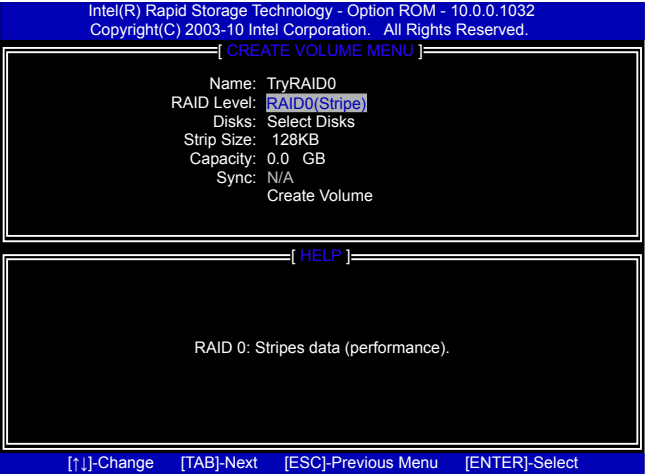 Intel(R) Rapid Storage Technology - Option ROM - 10.0.0.1032
Copyright(C) 2003-10 Intel Corporation. All Rights Reserved.
[ CREATE VOLUME MENU ]
Name: TryRAID0
RAID Level: RAID0(Stripe)
Disks: Select Disks
Strip Size: 128KB
Capacity: 0.0 GB
Sync: N/A
Create Volume
[ HELP ]
RAID 0: Stripes data (performance).
[↑↓]-Change [TAB]-Next [ESC]-Previous Menu [ENTER]-Select